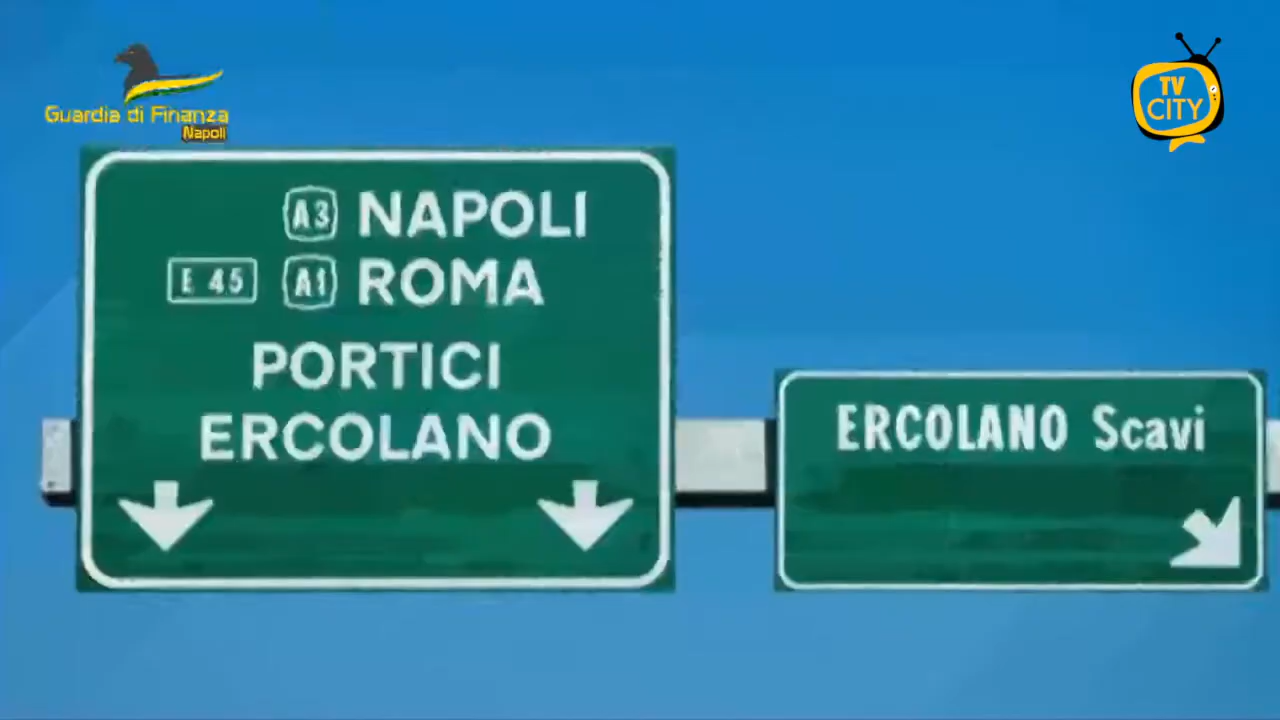 Guardia di Finanza
Napoli
TV
CITY
A3 NAPOLI
E 45 A1 ROMA
PORTICI
ERCOLANO
ERCOLANO Scavi